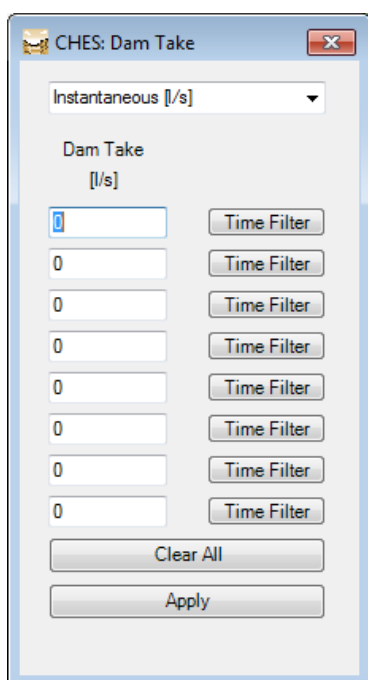 CHES: Dam Take
Instantaneous [l/s]
Dam Take
[l/s]
0 Time Filter
0 Time Filter
0 Time Filter
0 Time Filter
0 Time Filter
0 Time Filter
0 Time Filter
0 Time Filter
Clear All
Apply